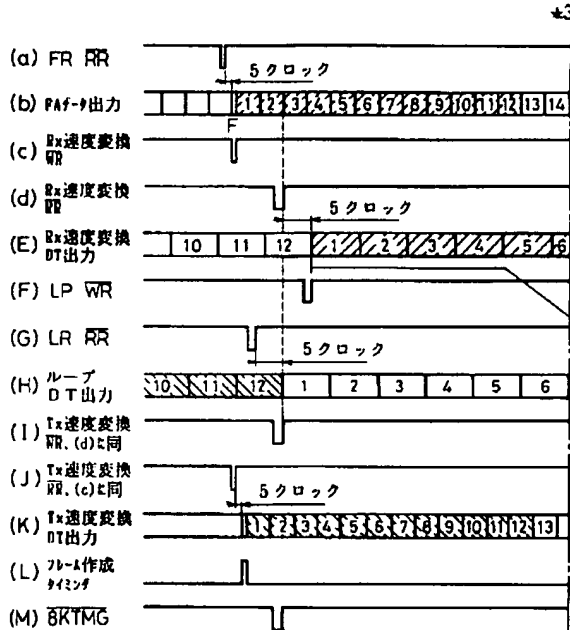 ★3
(a) FR RR
5クロック
(b) FAデータ出力 1 2 3 4 5 6 7 8 9 10 11 12 13 14
F
(c) Rx速度変換 WR
(d) Rx速度変換 RR
5クロック
(E) Rx速度変換 DT出力 10 11 12 1 2 3 4 5 6
(F) LP WR
(G) LR RR
5クロック
(H) ループ DT出力 10 11 12 1 2 3 4 5 6
(I) Tx速度変換 WR、(d)に同
(J) Tx速度変換 RR、(c)に同
5クロック
(K) Tx速度変換 DT出力 1 2 3 4 5 6 7 8 9 10 11 12 13
(L) フレーム作成 タイミング
(M) 8KTMG